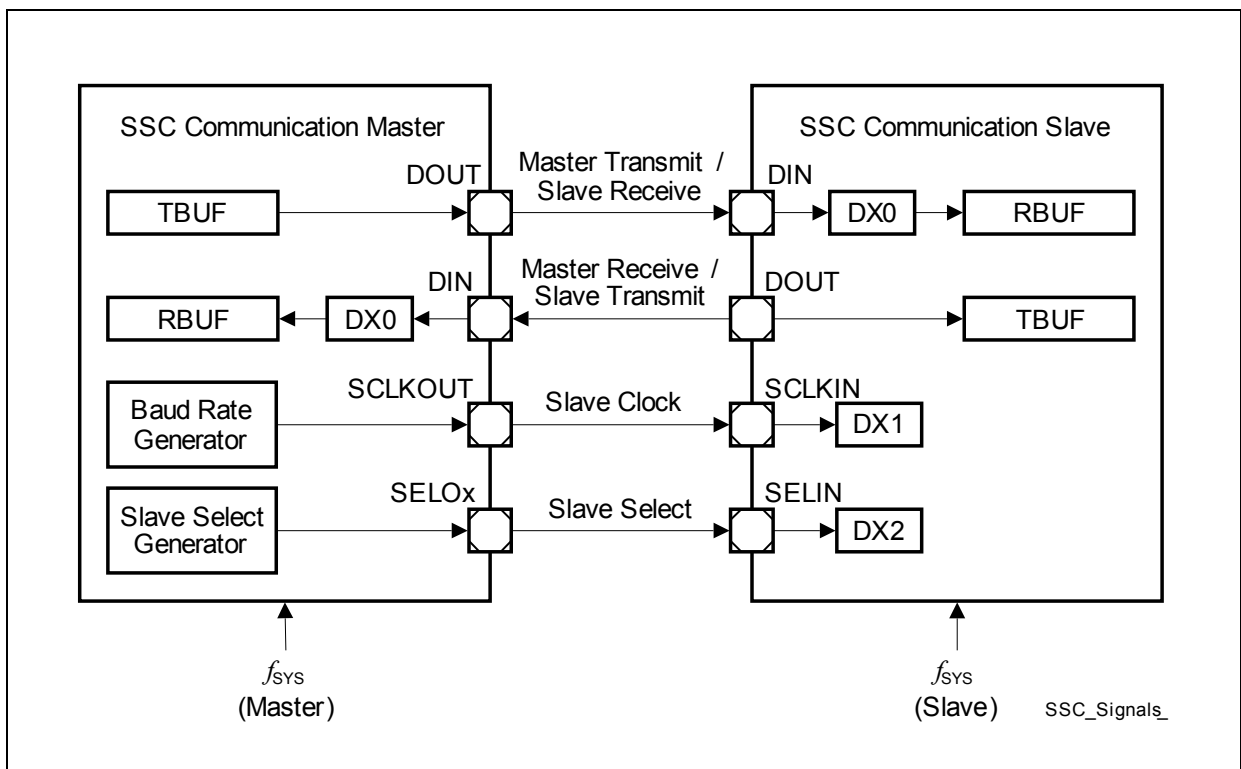 SSC Communication Master
SSC Communication Slave
DOUT
Master Transmit /
Slave Receive
DIN
TBUF
DX0
RBUF
DIN
Master Receive /
Slave Transmit
DOUT
RBUF
DX0
TBUF
SCLKOUT
Slave Clock
SCLKIN
Baud Rate
Generator
DX1
SELOx
Slave Select
SELIN
Slave Select
Generator
DX2
fSYS
(Master)
fSYS
(Slave)
SSC_Signals_